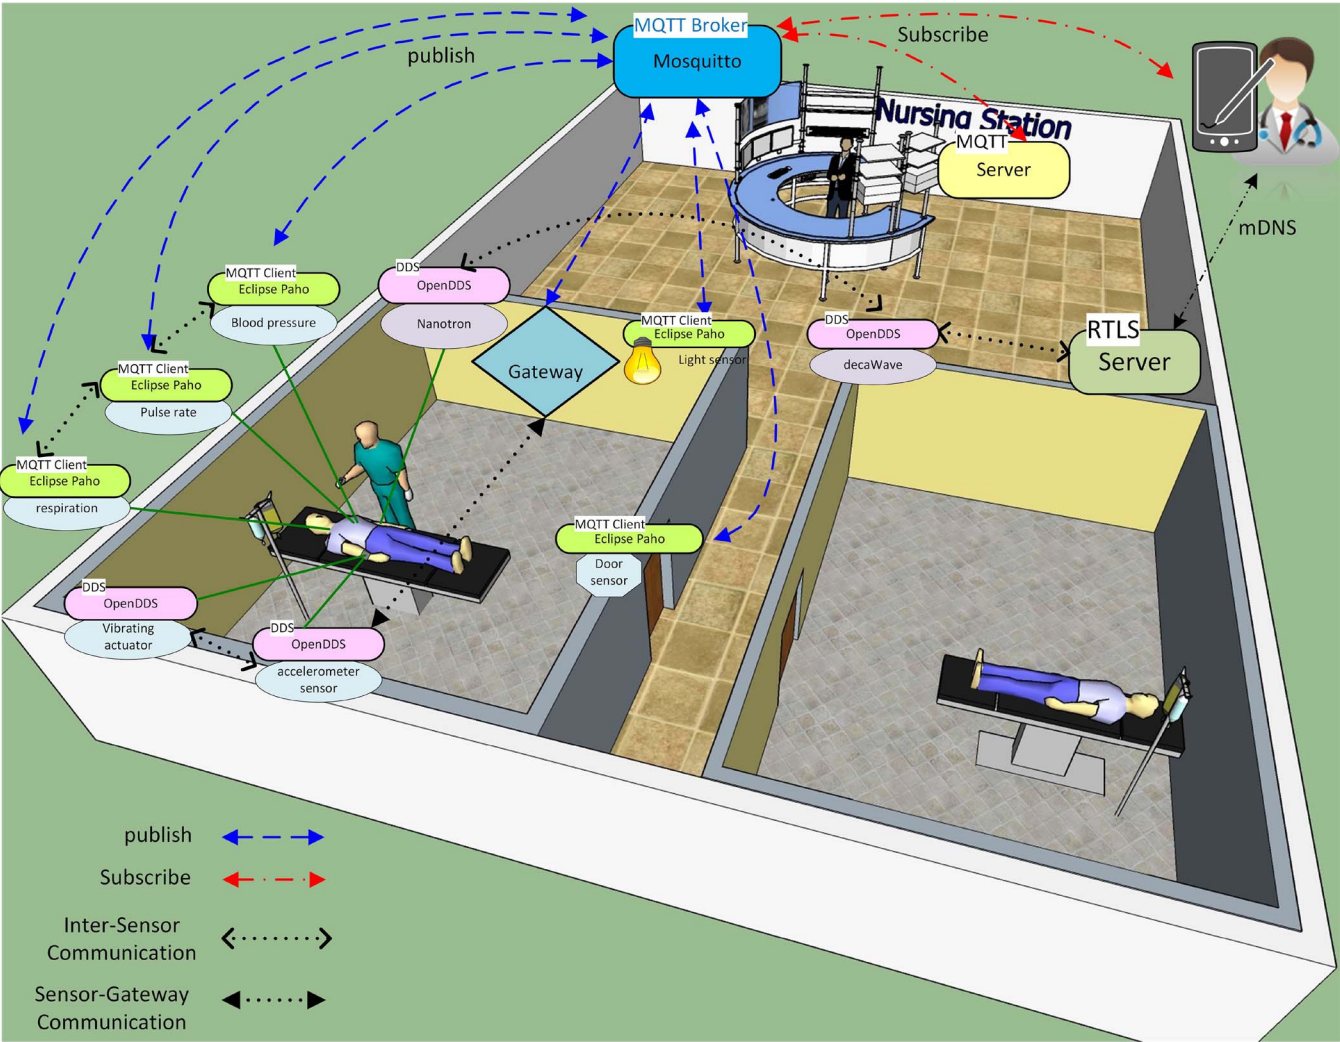 MQTT Broker
Mosquitto
publish
Subscribe
Nursing Station
MQTT
Server
mDNS
MQTT Client
Eclipse Paho
Blood pressure
DDS
OpenDDS
Nanotron
MQTT Client
Eclipse Paho
Light sensor
DDS
OpenDDS
decaWave
RTLS
Server
Gateway
MQTT Client
Eclipse Paho
Pulse rate
MQTT Client
Eclipse Paho
respiration
MQTT Client
Eclipse Paho
Door
sensor
DDS
OpenDDS
Vibrating
actuator
DDS
OpenDDS
accelerometer
sensor
publish
Subscribe
Inter-Sensor
Communication
Sensor-Gateway
Communication